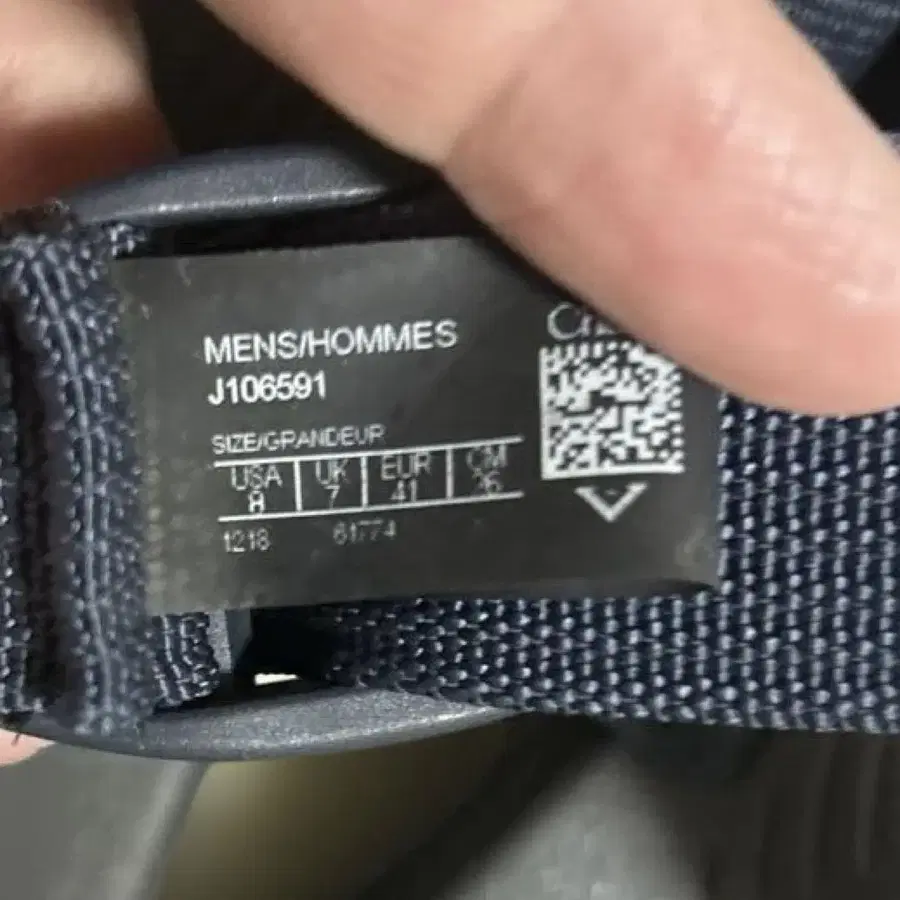 MENS/HOMMES
J106591
SIZE/GRANDEUR
USA UK EUR CM
8 7 41 26
1218 61774